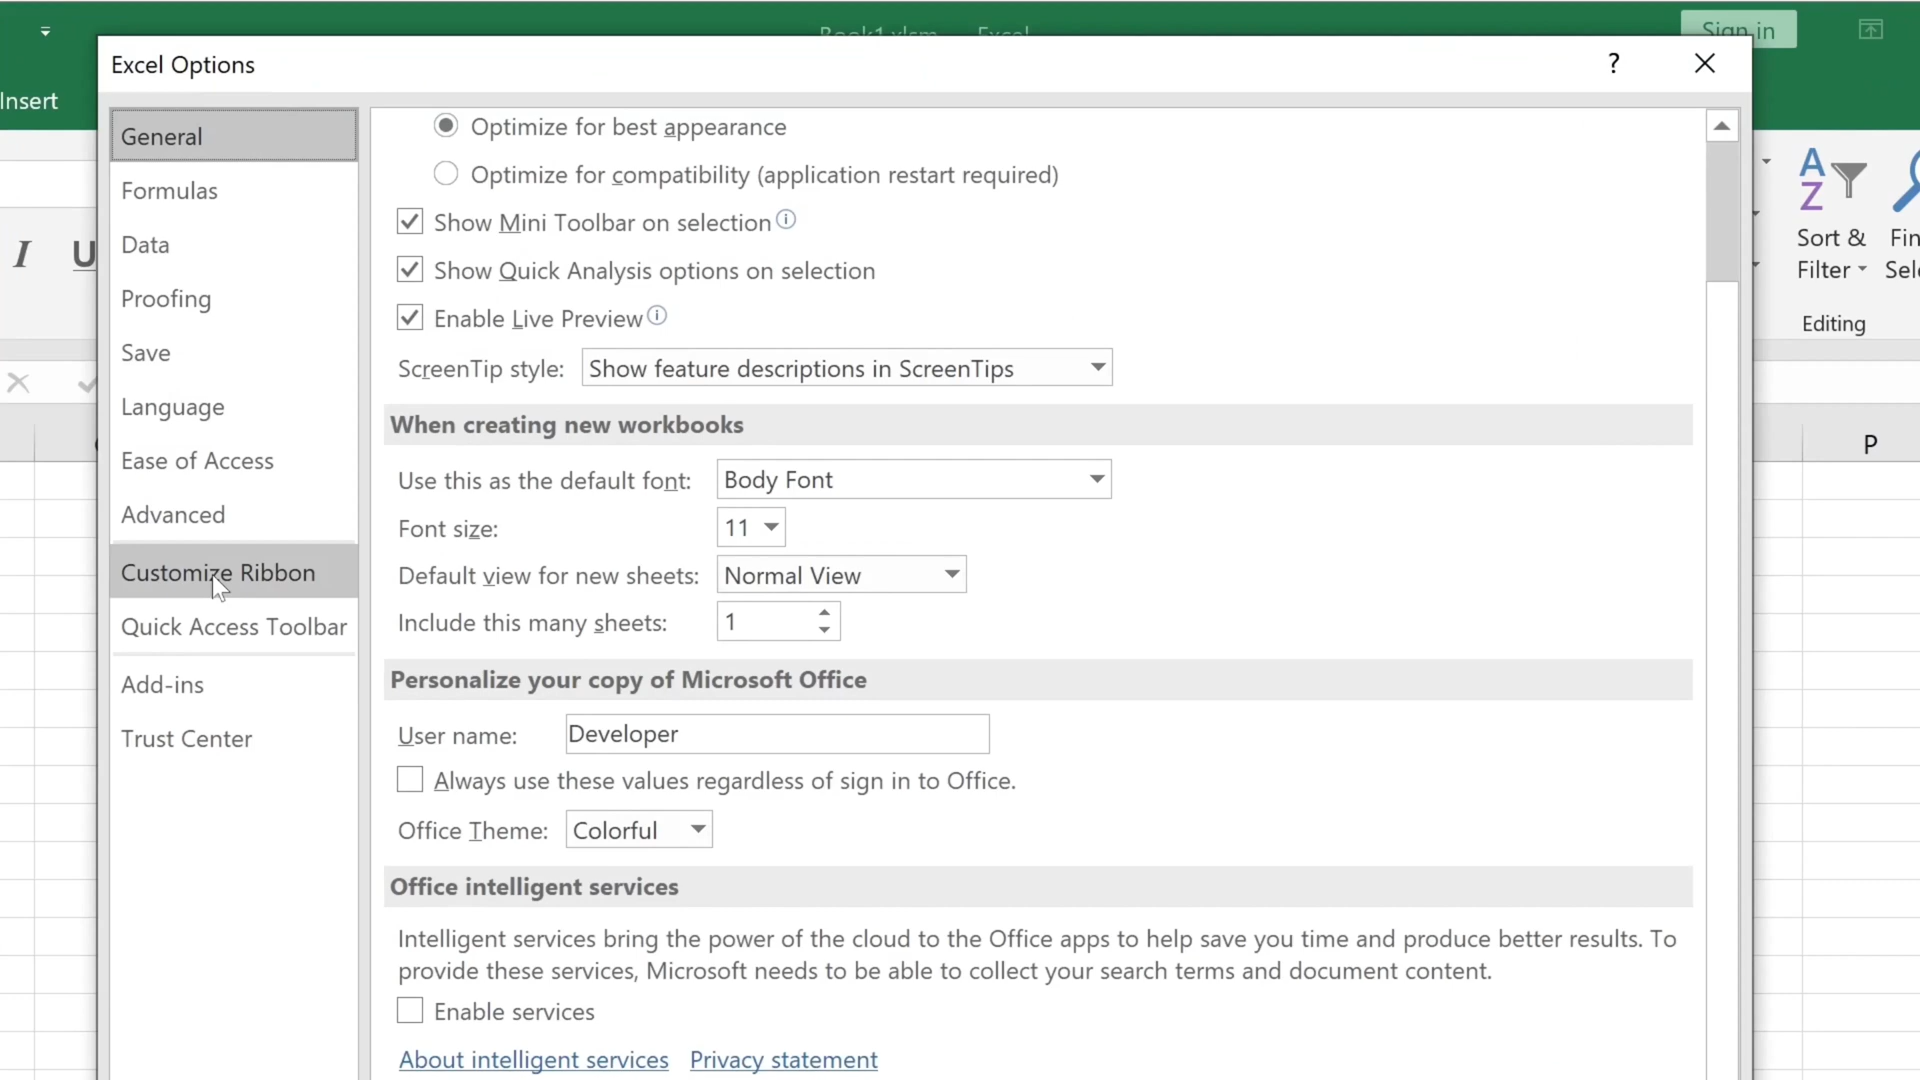 Sign in
Excel Options
?
Insert
General
Formulas
Data
Proofing
Save
Language
Ease of Access
Advanced
Customize Ribbon
Quick Access Toolbar
Add-ins
Trust Center
Optimize for best appearance
Optimize for compatibility (application restart required)
Show Mini Toolbar on selection
Show Quick Analysis options on selection
Enable Live Preview
ScreenTip style: Show feature descriptions in ScreenTips
When creating new workbooks
Use this as the default font: Body Font
Font size: 11
Default view for new sheets: Normal View
Include this many sheets: 1
Personalize your copy of Microsoft Office
User name: Developer
Always use these values regardless of sign in to Office.
Office Theme: Colorful
Office intelligent services
Intelligent services bring the power of the cloud to the Office apps to help save you time and produce better results. To
provide these services, Microsoft needs to be able to collect your search terms and document content.
Enable services
About intelligent services Privacy statement
I U
A
Z
Sort & Fin
Filter Sel
Editing
P